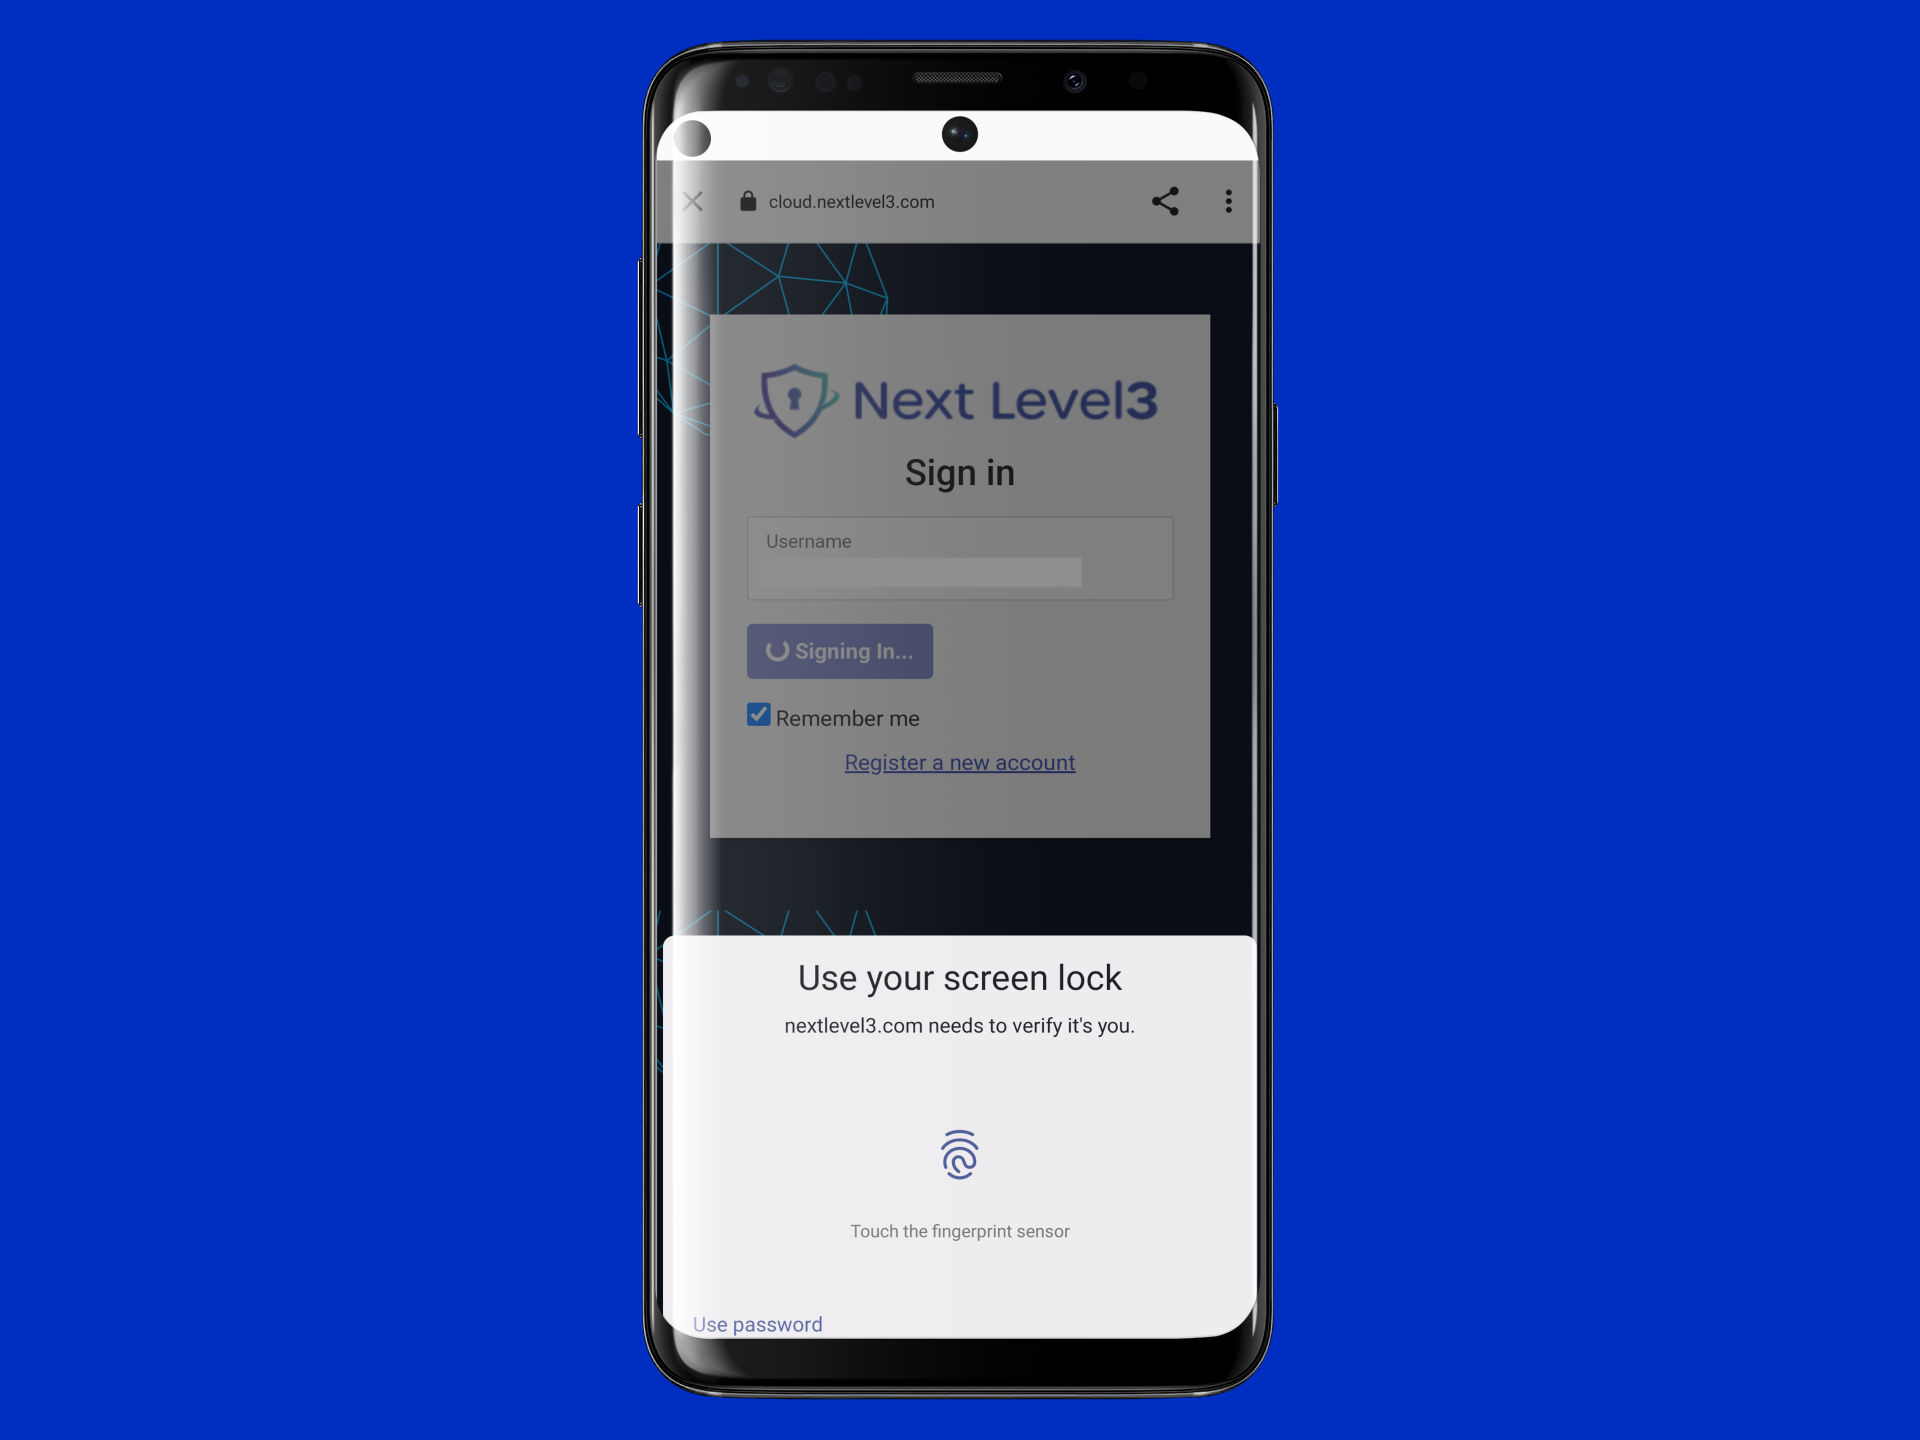 cloud.nextlevel3.com
Next Level3
Sign in
Username
Signing In...
Remember me
Register a new account
Use your screen lock
nextlevel3.com needs to verify it's you.
Touch the fingerprint sensor
Use password